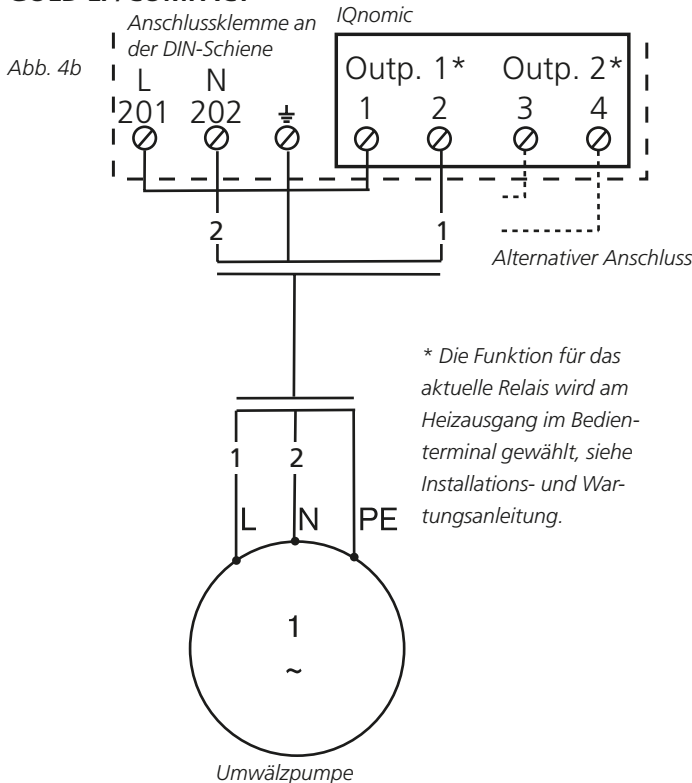 Anschlussklemme an
der DIN-Schiene
IQnomic
Abb. 4b
L N
201 202
Outp. 1* Outp. 2*
1 2 3 4
2 1
Alternativer Anschluss
* Die Funktion für das
aktuelle Relais wird am
Heizausgang im Bedien-
terminal gewählt, siehe
Installations- und War-
tungsanleitung.
1 2
L N PE
1
~
Umwälzpumpe